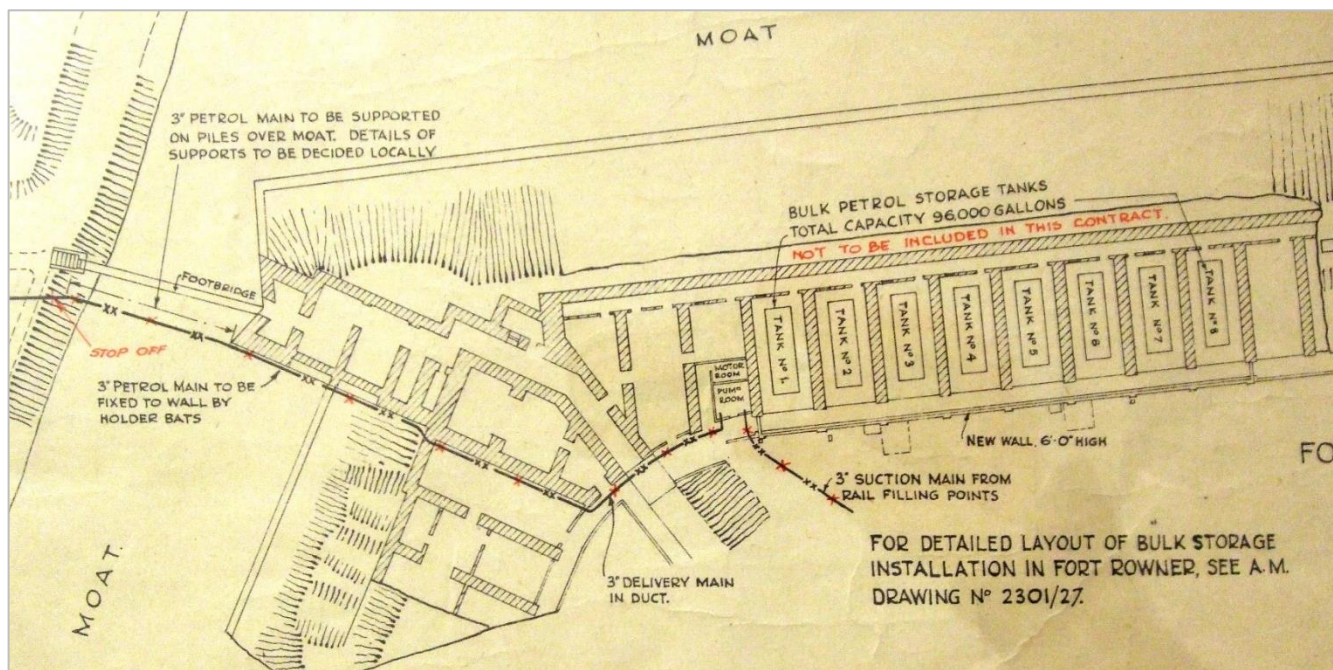 MOAT
3" PETROL MAIN TO BE SUPPORTED
ON PILES OVER MOAT. DETAILS OF
SUPPORTS TO BE DECIDED LOCALLY
BULK PETROL STORAGE TANKS
TOTAL CAPACITY 96,000 GALLONS
NOT TO BE INCLUDED IN THIS CONTRACT.
FOOTBRIDGE
STOP OFF
3" PETROL MAIN TO BE
FIXED TO WALL BY
HOLDER BATS
MOTOR
ROOM
PUMP
ROOM
TANK Nº 1.
TANK Nº 2
TANK Nº 3
TANK Nº 4
TANK Nº 5
TANK Nº 6
TANK Nº 7
TANK Nº 8
NEW WALL, 6'-0" HIGH
FO
3" SUCTION MAIN FROM
RAIL FILLING POINTS
3" DELIVERY MAIN
IN DUCT.
MOAT.
FOR DETAILED LAYOUT OF BULK STORAGE
INSTALLATION IN FORT ROWNER, SEE A.M.
DRAWING Nº 2301/27.